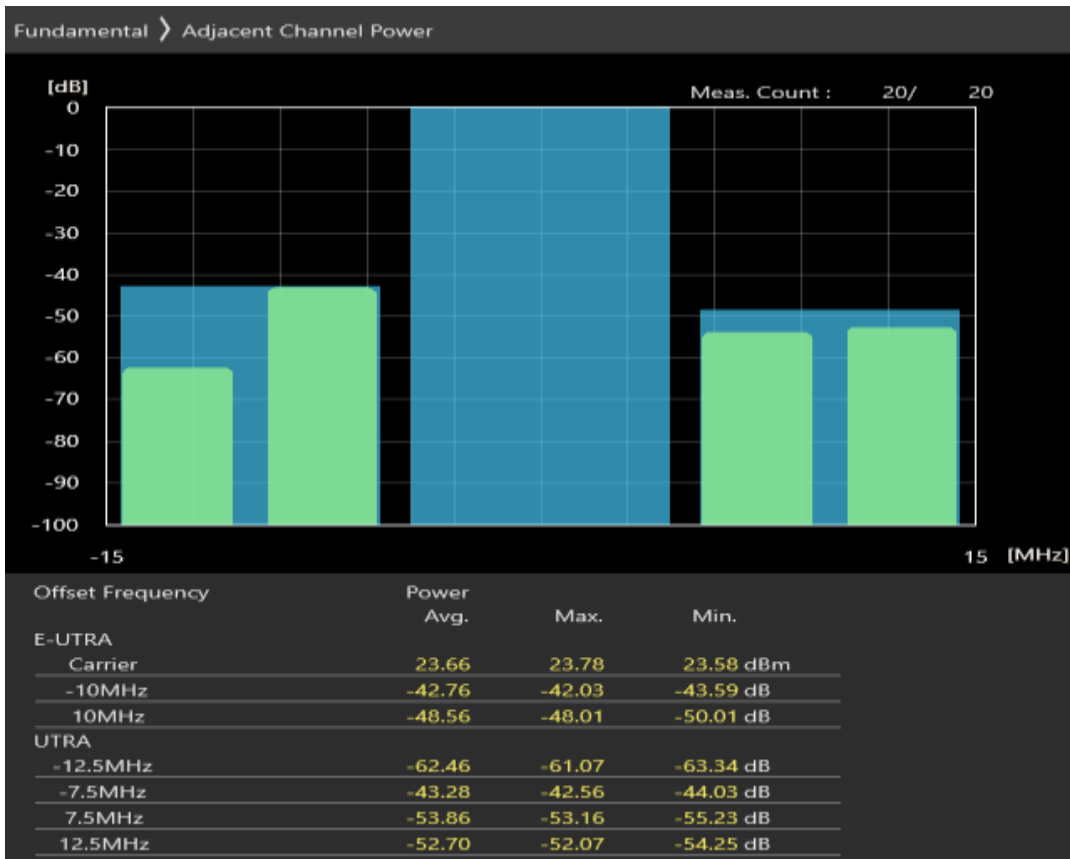 Fundamental ❯ Adjacent Channel Power
[dB]
Meas. Count : 20/ 20
0
-10
-20
-30
-40
-50
-60
-70
-80
-90
-100
-15 15 [MHz]
Offset Frequency Power
Avg. Max. Min.
E-UTRA
Carrier 23.66 23.78 23.58 dBm
-10MHz -42.76 -42.03 -43.59 dB
10MHz -48.56 -48.01 -50.01 dB
UTRA
-12.5MHz -62.46 -61.07 -63.34 dB
-7.5MHz -43.28 -42.56 -44.03 dB
7.5MHz -53.86 -53.16 -55.23 dB
12.5MHz -52.70 -52.07 -54.25 dB